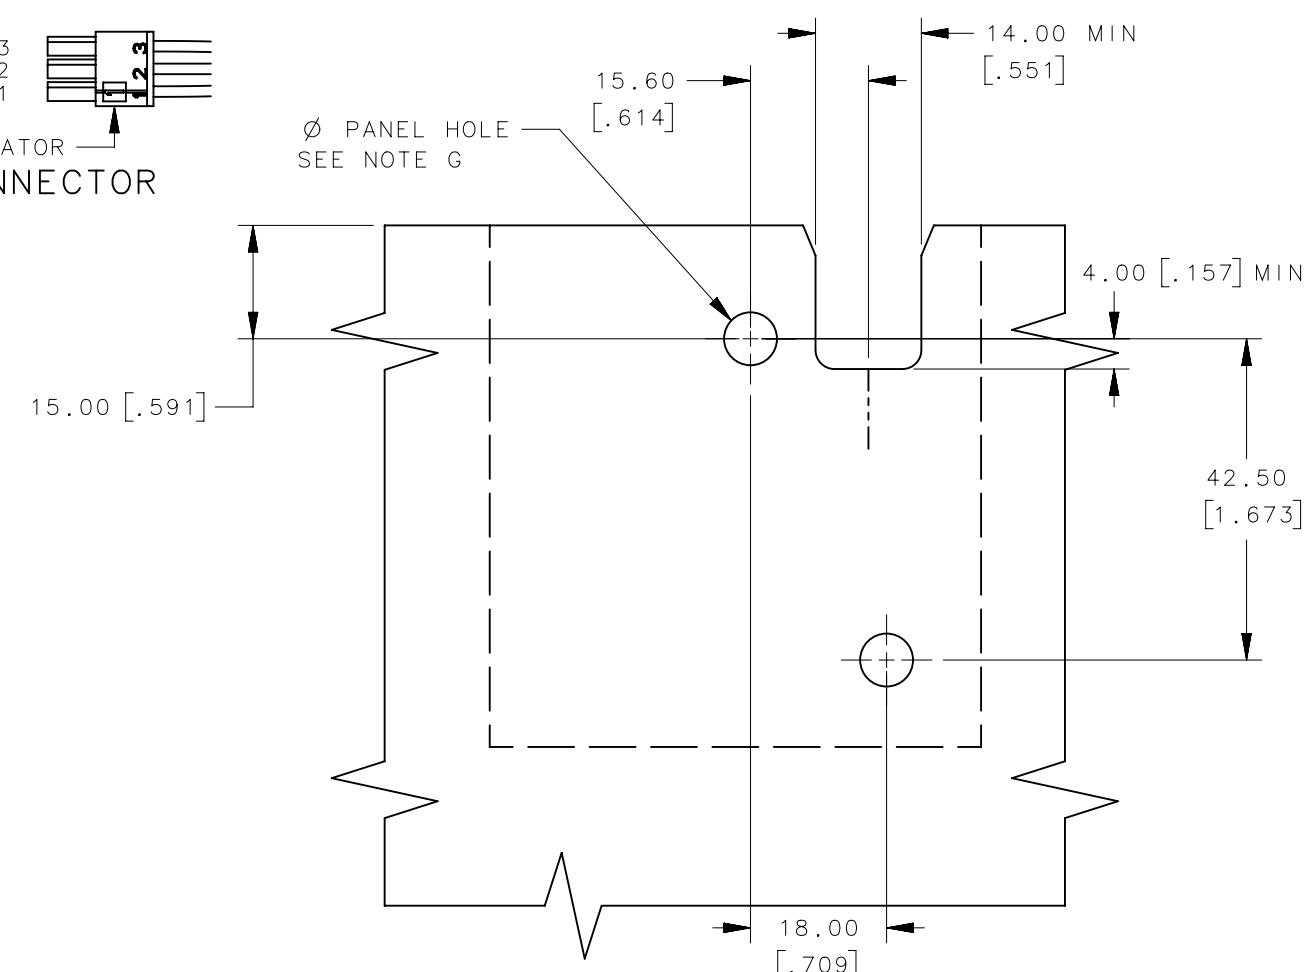 3
2
1
3
2
1
1
ATOR
NNECTOR
Ø PANEL HOLE
SEE NOTE G
15.60
[.614]
14.00 MIN
[.551]
4.00 [.157] MIN
15.00 [.591]
42.50
[1.673]
18.00
[.709]